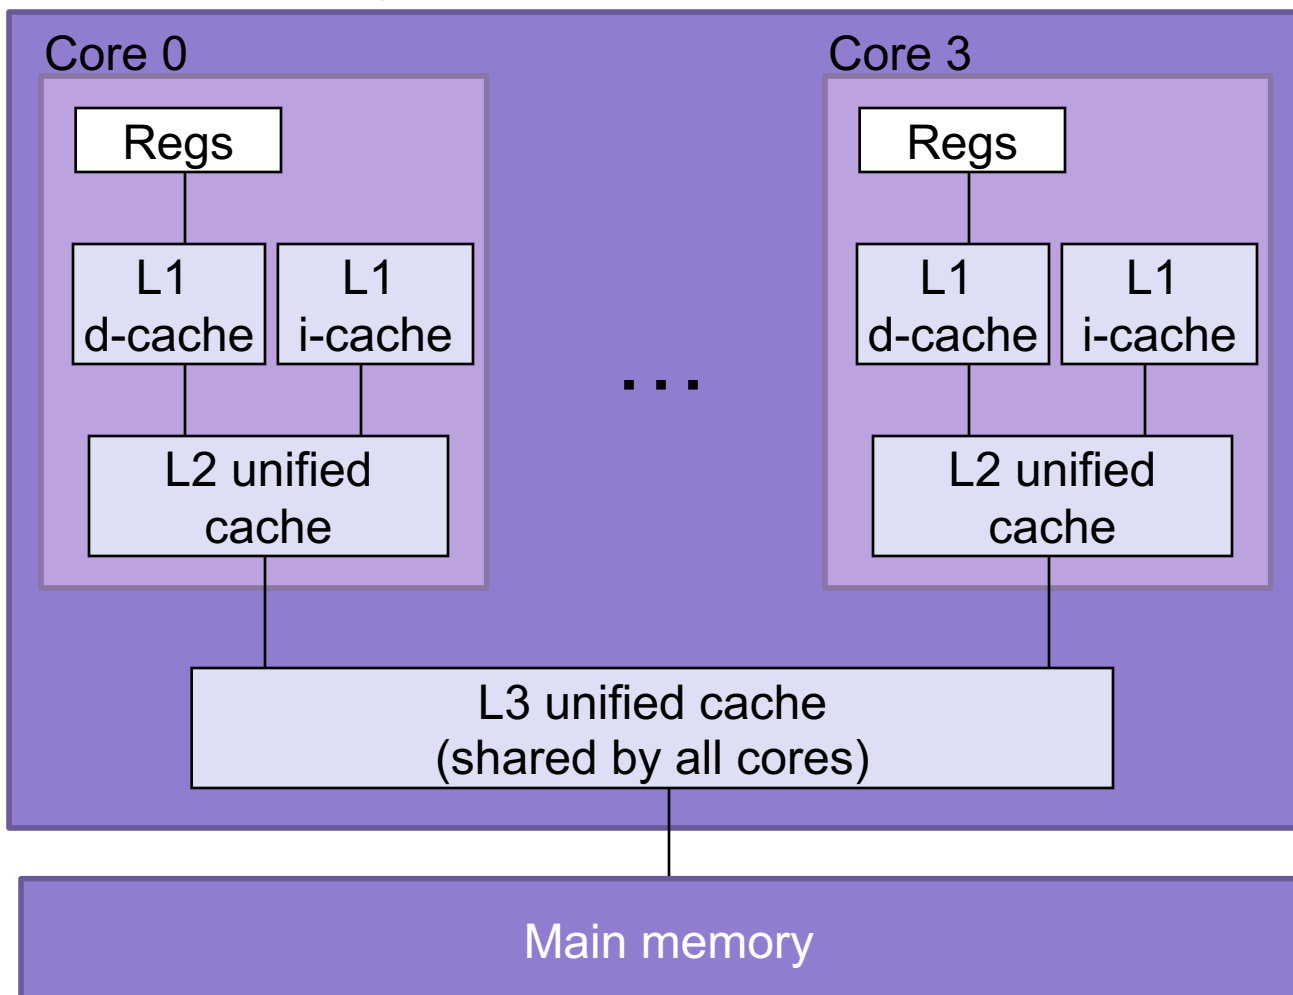 Core 0
Regs
L1
d-cache
L1
i-cache
L2 unified
cache
...
Core 3
Regs
L1
d-cache
L1
i-cache
L2 unified
cache
L3 unified cache
(shared by all cores)
Main memory